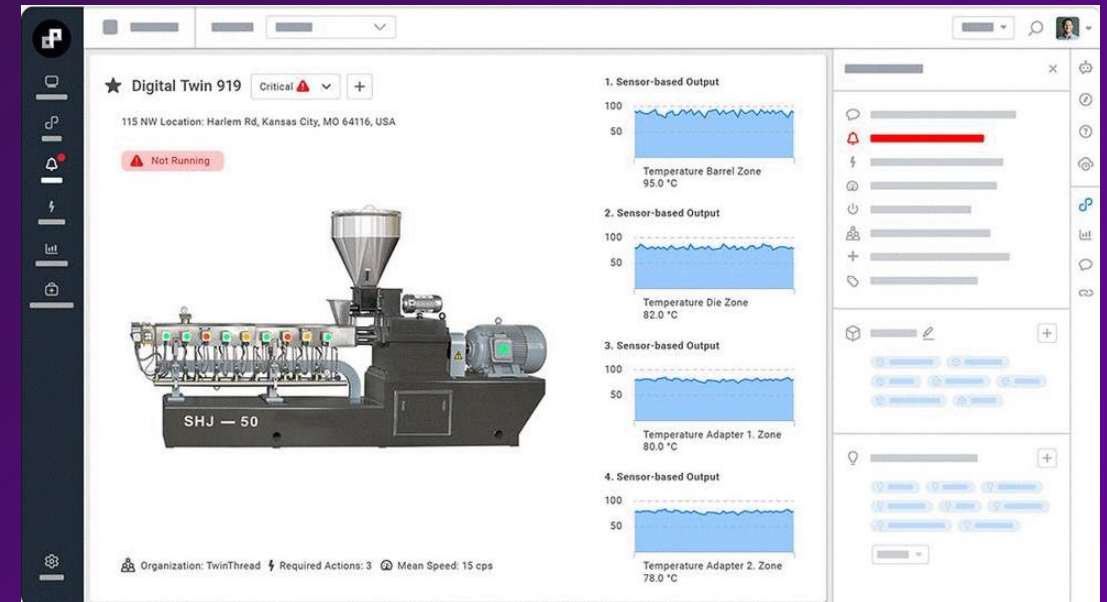 Digital Twin 919
Critical
115 NW Location: Harlem Rd, Kansas City, MO 64116, USA
Not Running
SHJ — 50
Organization: TwinThread
Required Actions: 3
Mean Speed: 15 cps
1. Sensor-based Output
100
50
Temperature Barrel Zone
95.0 °C
2. Sensor-based Output
100
50
Temperature Die Zone
82.0 °C
3. Sensor-based Output
100
50
Temperature Adapter 1. Zone
80.0 °C
4. Sensor-based Output
100
50
Temperature Adapter 2. Zone
78.0 °C